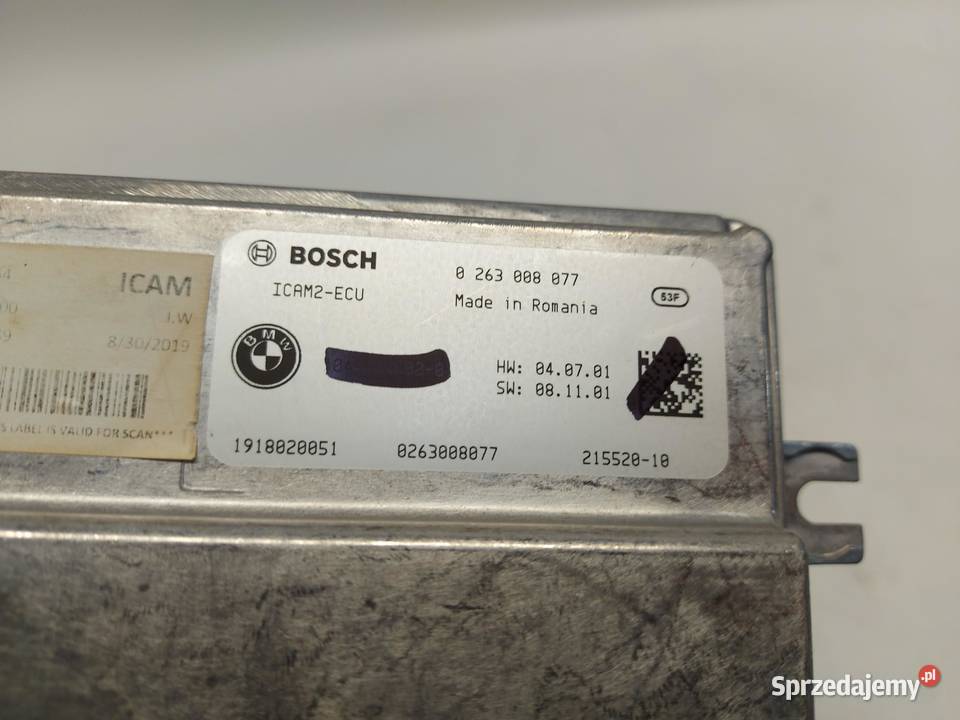 ICAM
J.W
8/30/2019
LABEL IS VALID FOR SCAN***
BOSCH
0 263 008 077
ICAM2-ECU
Made in Romania
53F
BMW
HW: 04.07.01
SW: 08.11.01
1918020051
0263008077
215520-10
Sprzedajemy.pl